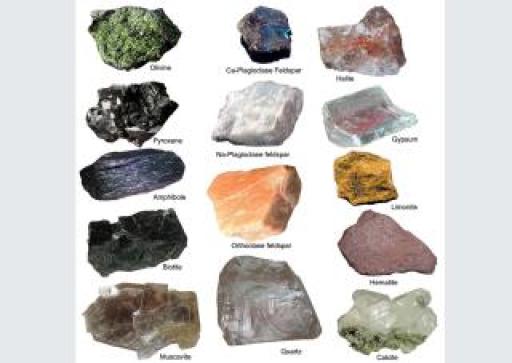 Olivine
Ca-Plagioclase Feldspar
Halite
Pyroxene
Na-Plagioclase feldspar
Gypsum
Amphibole
Limonite
Orthoclase feldspar
Biotite
Hematite
Muscovite
Quartz
Calcite